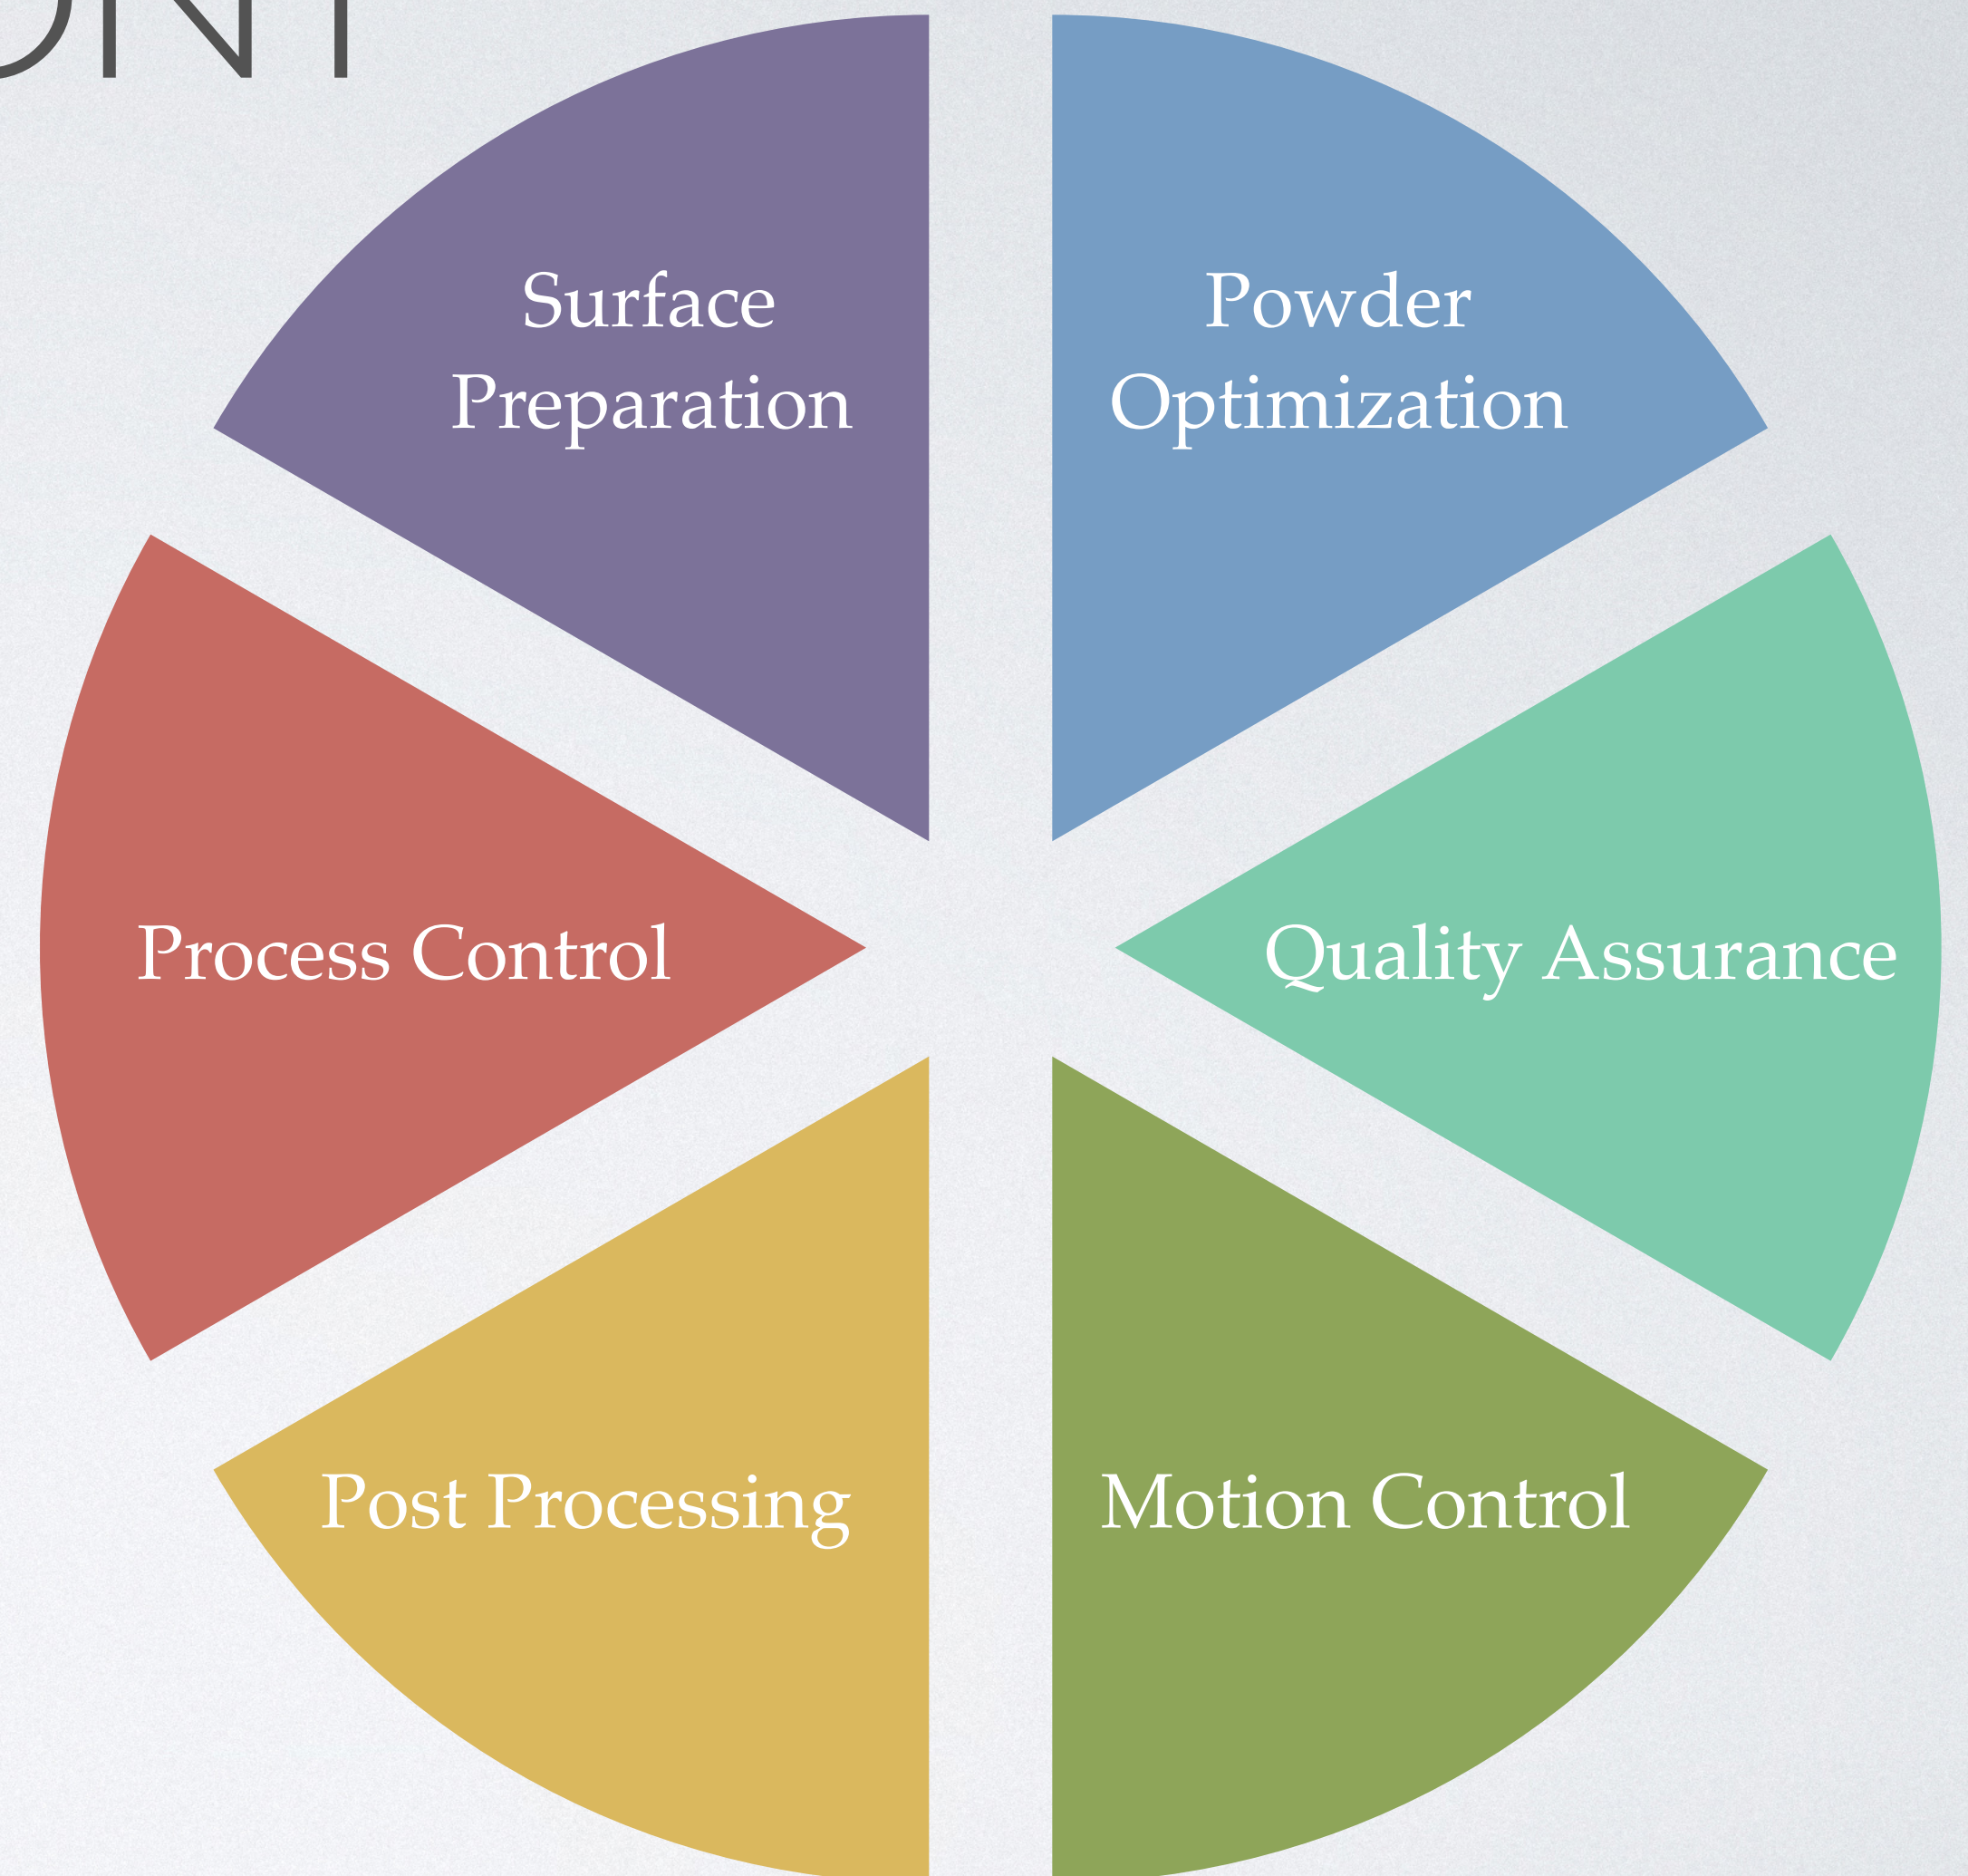 Surface
Preparation
Powder
Optimization
Process Control
Quality Assurance
Post Processing
Motion Control